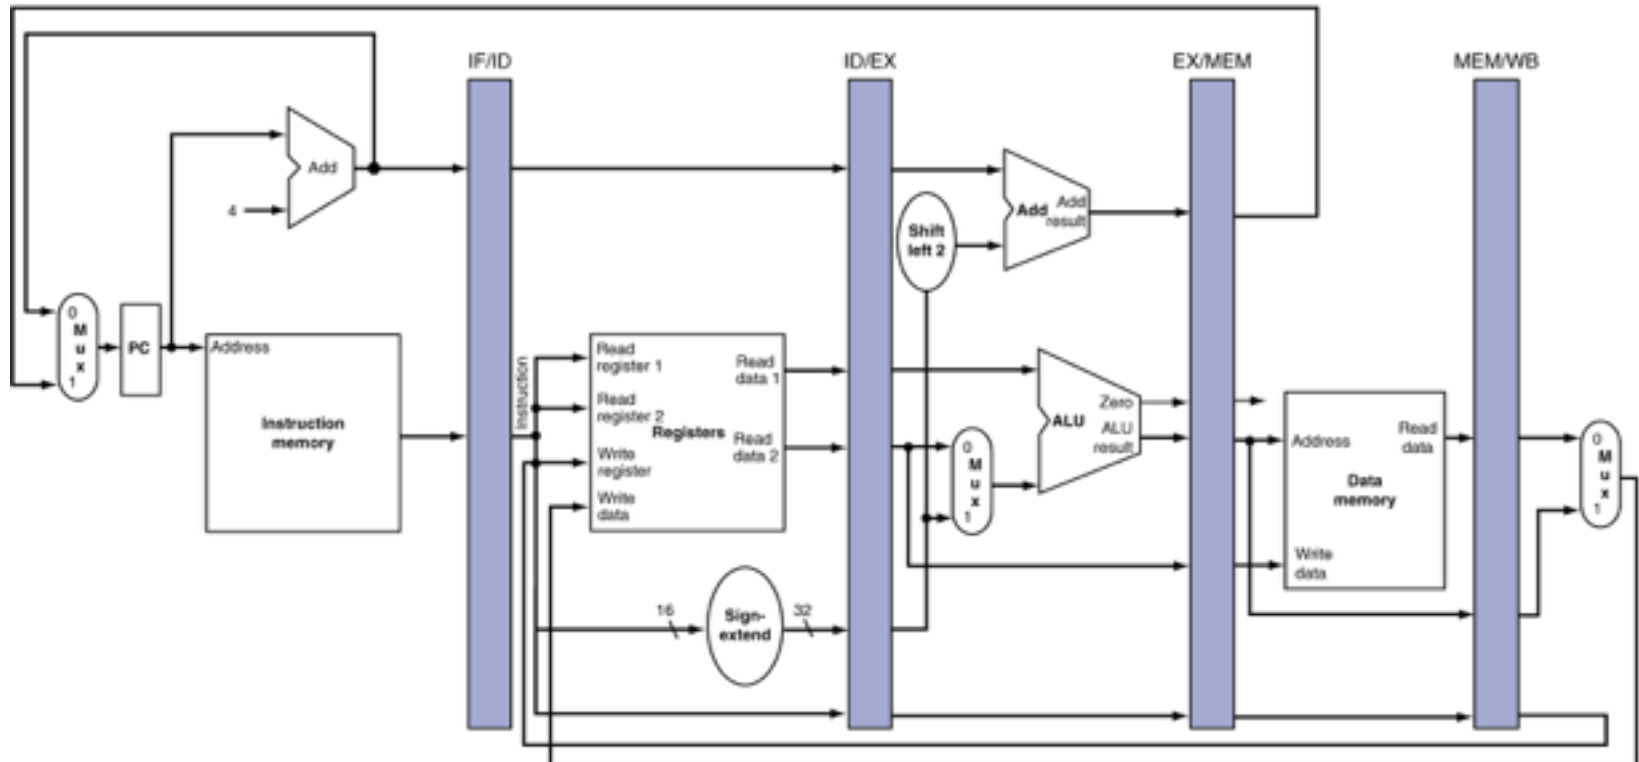 IF/ID
ID/EX
EX/MEM
MEM/WB
Add
4
Add
Add
result
Shift
left 2
0
M
u
x
1
PC
Address
Instruction
memory
Instruction
Read
register 1
Read
register 2
Write
register
Write
data
Registers
Read
data 1
Read
data 2
16
Sign-
extend
32
0
M
u
x
1
Zero
ALU
ALU
result
Address
Read
data
Data
memory
Write
data
0
M
u
x
1